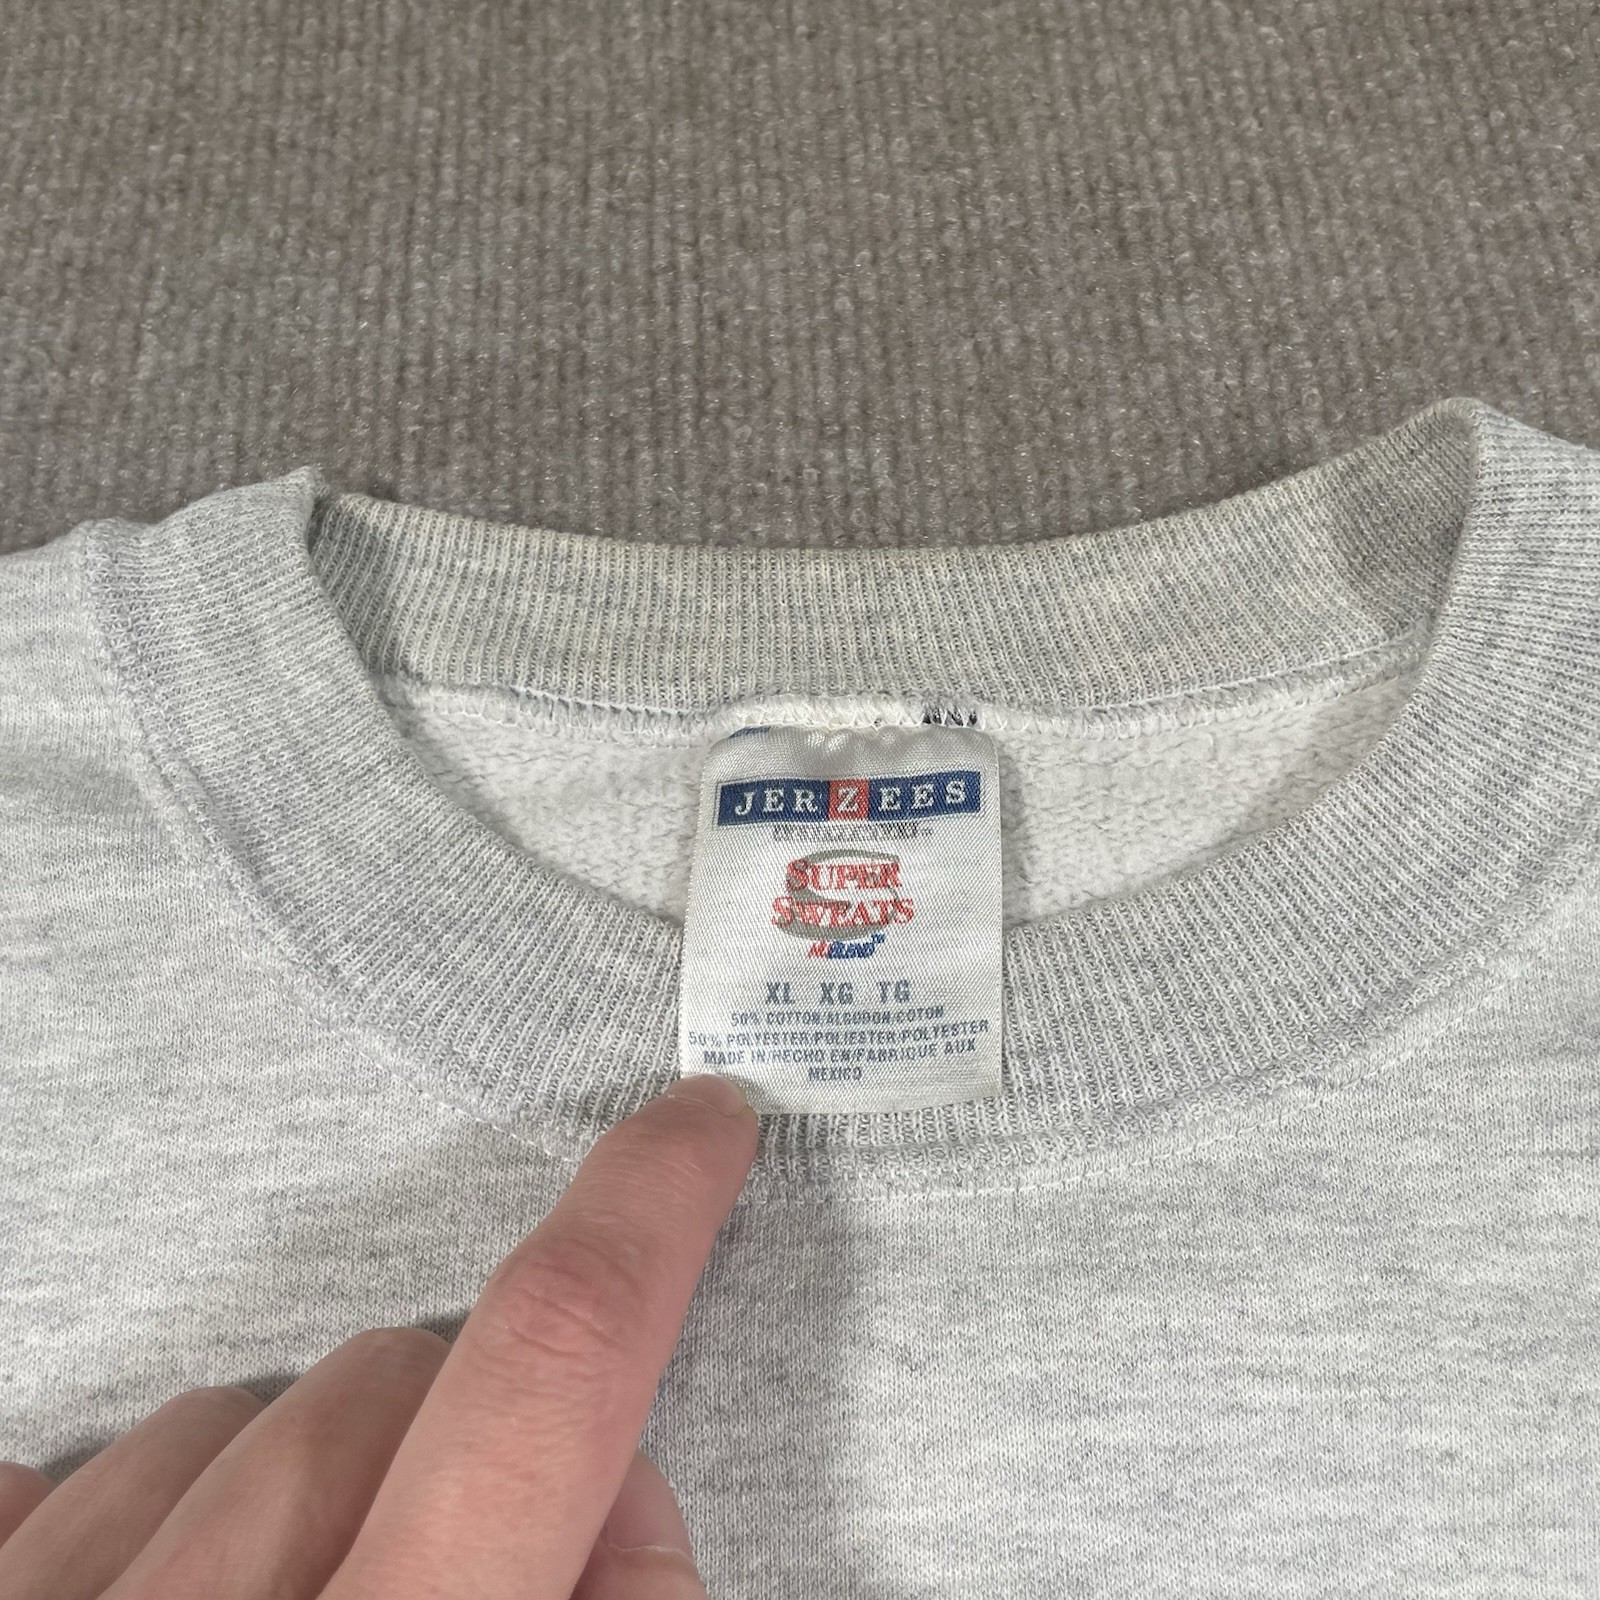 JERZEES
SUPER
SWEATS
NUBLEND
XL XG TG
50% COTTON/ALGODON/COTON
50% POLYESTER/POLIESTER/POLYESTER
MADE IN/HECHO EN/FABRIQUE AUX
MEXICO